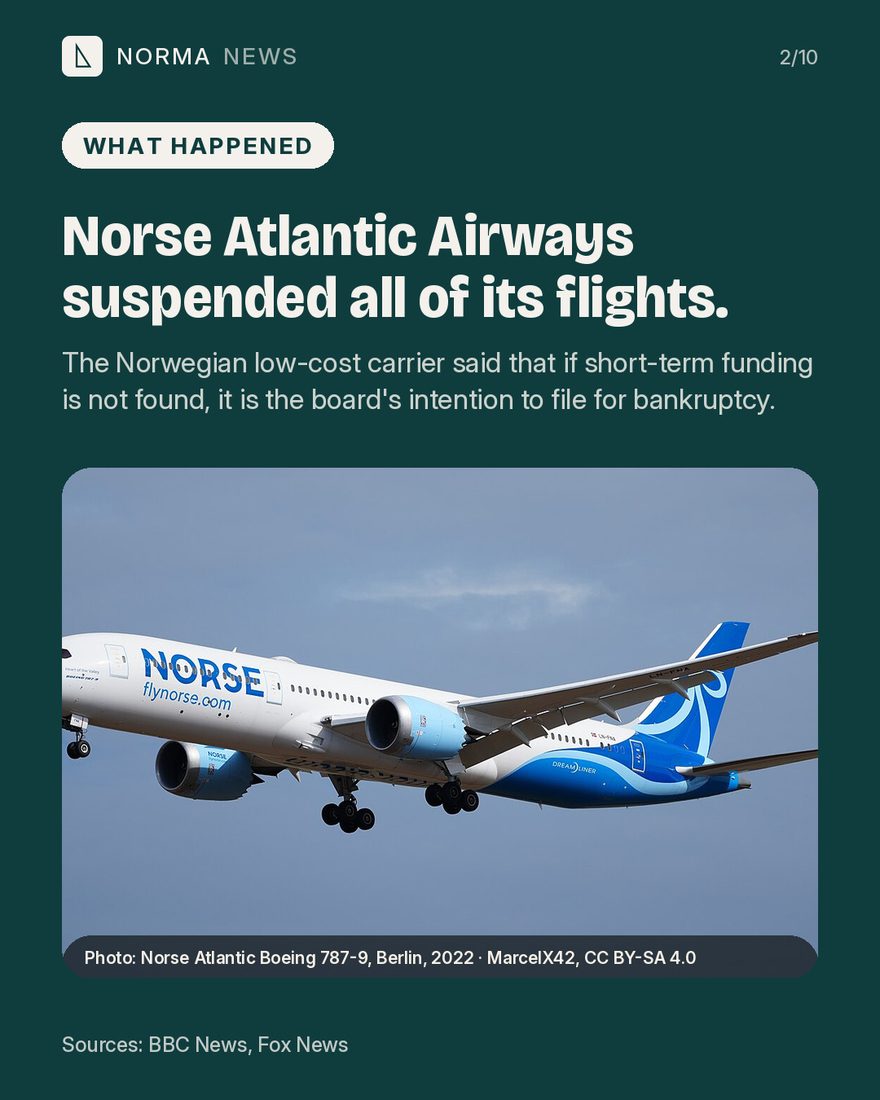 NORMA NEWS
2/10
WHAT HAPPENED
Norse Atlantic Airways
suspended all of its flights.
The Norwegian low-cost carrier said that if short-term funding
is not found, it is the board's intention to file for bankruptcy.
NORSE
flynorse.com
NORSE
LN-FNA
DREAMLINER
Photo: Norse Atlantic Boeing 787-9, Berlin, 2022 · MarcelX42, CC BY-SA 4.0
Sources: BBC News, Fox News